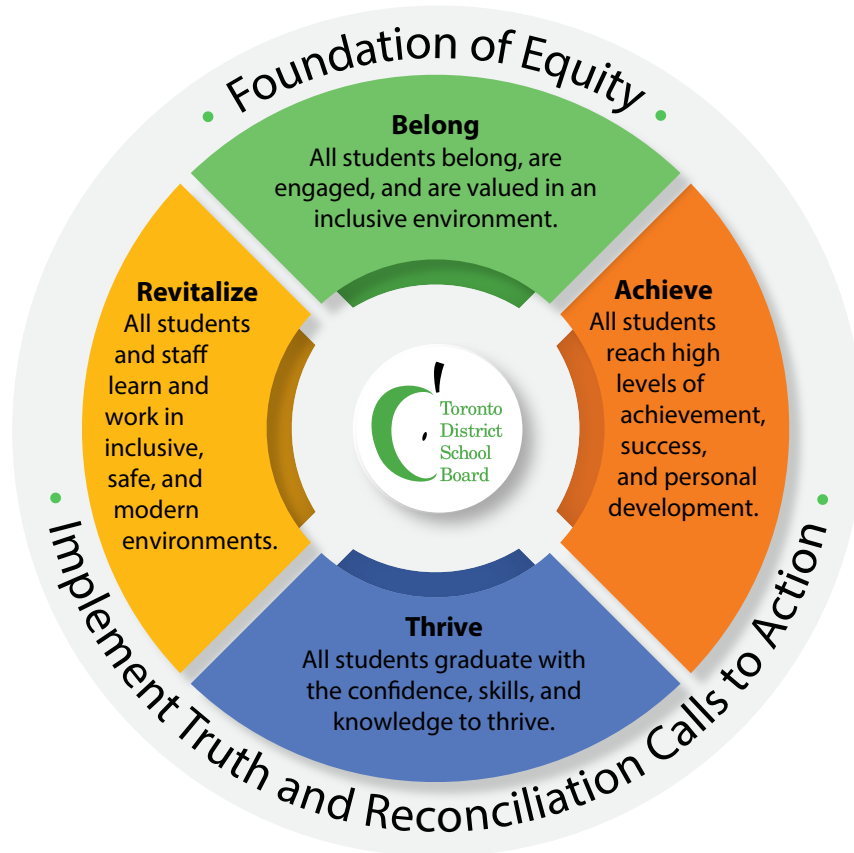 Foundation of Equity
Belong
All students belong, are
engaged, and are valued in an
inclusive environment.
Revitalize
All students
and staff
learn and
work in
inclusive,
safe, and
modern
environments.
Achieve
All students
reach high
levels of
achievement,
success,
and personal
development.
Toronto
District
School
Board
Thrive
All students graduate with
the confidence, skills, and
knowledge to thrive.
Implement Truth and Reconciliation Calls to Action